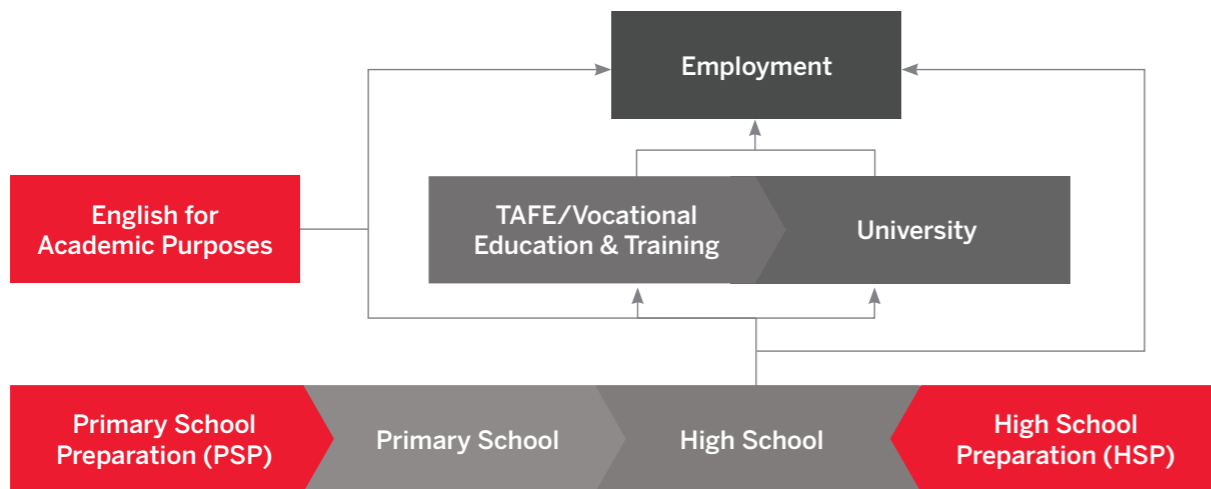 Employment
English for
Academic Purposes
TAFE/Vocational
Education & Training
University
Primary School
Preparation (PSP)
Primary School
High School
High School
Preparation (HSP)